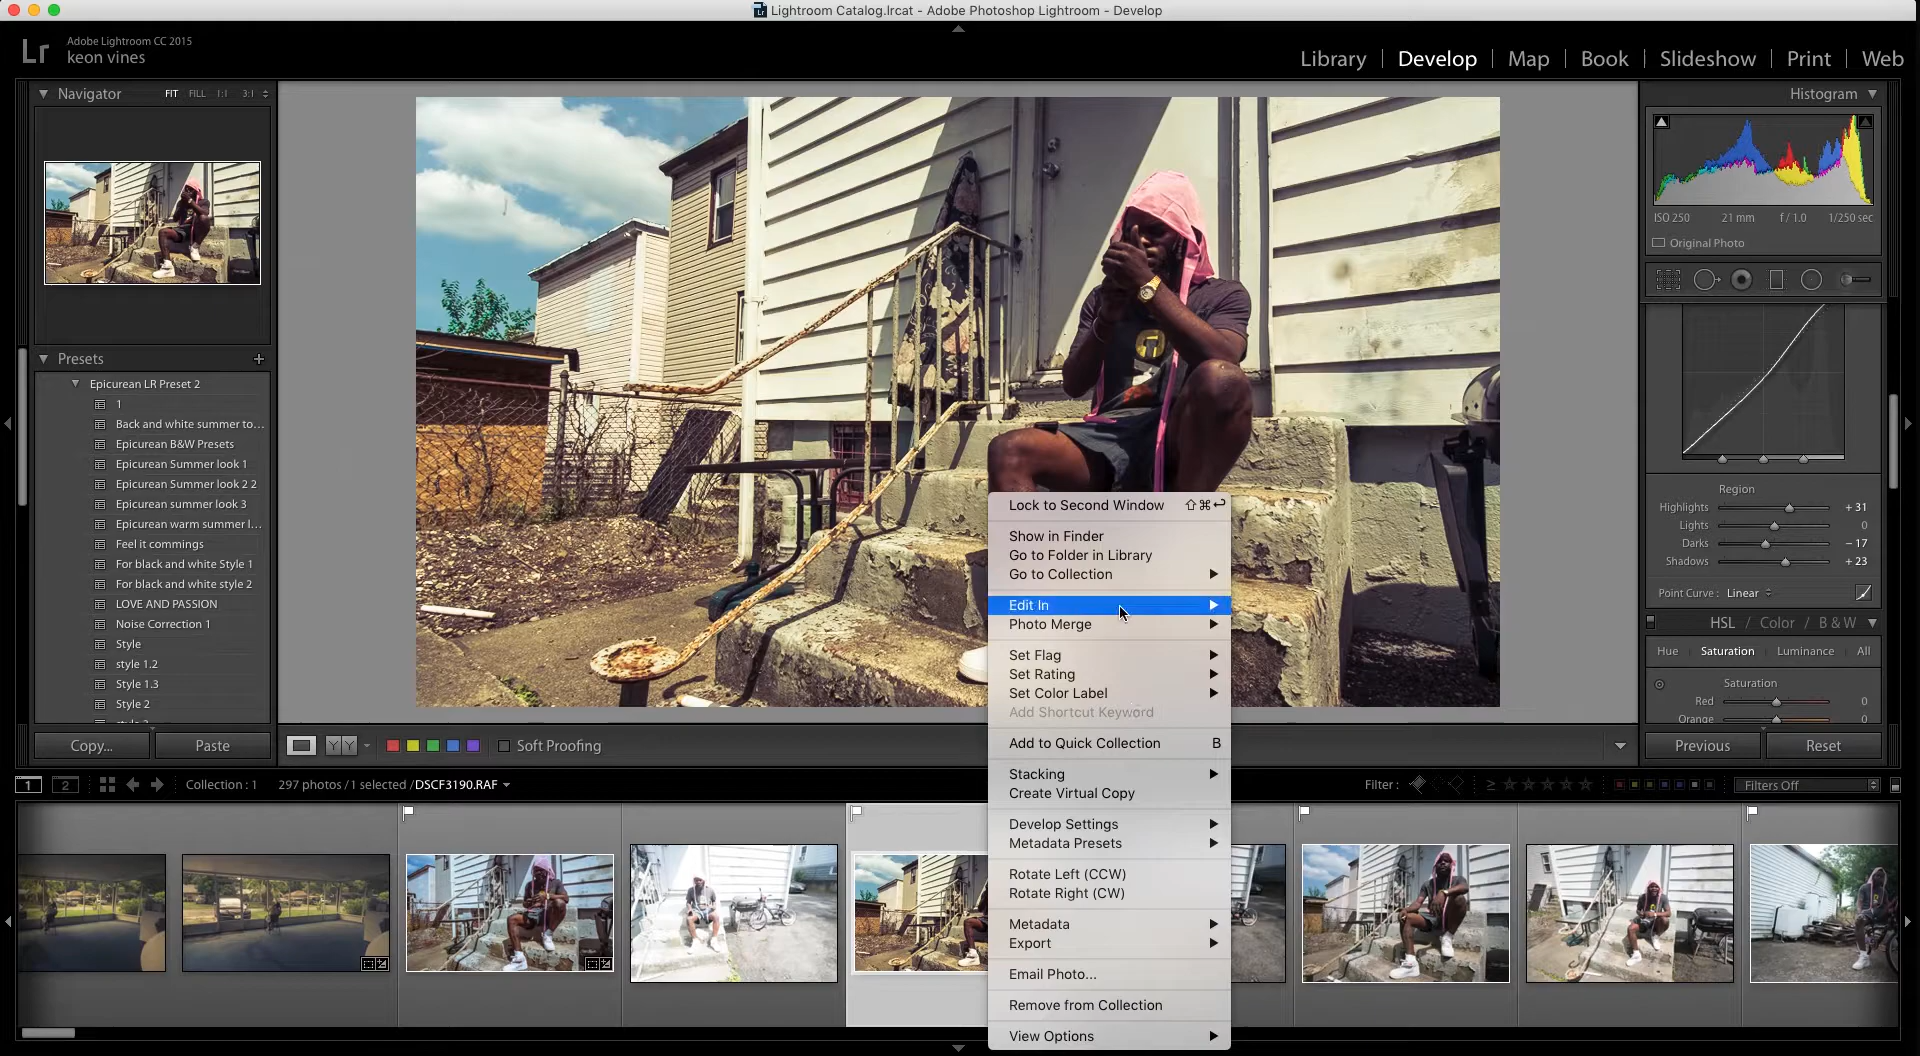 Lightroom Catalog.lrcat - Adobe Photoshop Lightroom - Develop
Lr
Adobe Lightroom CC 2015
keon vines
Library | Develop | Map | Book | Slideshow | Print | Web
Navigator FIT FILL 1:1 3:1
Histogram
ISO 250 21 mm f / 1.0 1/250 sec
Original Photo
Presets +
Epicurean LR Preset 2
1
Back and white summer to...
Epicurean B&W Presets
Epicurean Summer look 1
Epicurean Summer look 2 2
Epicurean summer look 3
Epicurean warm summer l...
Feel it commings
For black and white Style 1
For black and white style 2
LOVE AND PASSION
Noise Correction 1
Style
style 1.2
Style 1.3
Style 2
Copy... Paste
Region
Highlights + 31
Lights 0
Darks – 17
Shadows + 23
Point Curve : Linear
HSL / Color / B & W
Hue Saturation Luminance All
Saturation
Red 0
Orange 0
Previous Reset
Lock to Second Window ⇧⌘↩
Show in Finder
Go to Folder in Library
Go to Collection
Edit In
Photo Merge
Set Flag
Set Rating
Set Color Label
Add Shortcut Keyword
Add to Quick Collection B
Stacking
Create Virtual Copy
Develop Settings
Metadata Presets
Rotate Left (CCW)
Rotate Right (CW)
Metadata
Export
Email Photo...
Remove from Collection
View Options
YY Soft Proofing
1 2 Collection : 1 297 photos / 1 selected / DSCF3190.RAF
Filter : ≥ Filters Off